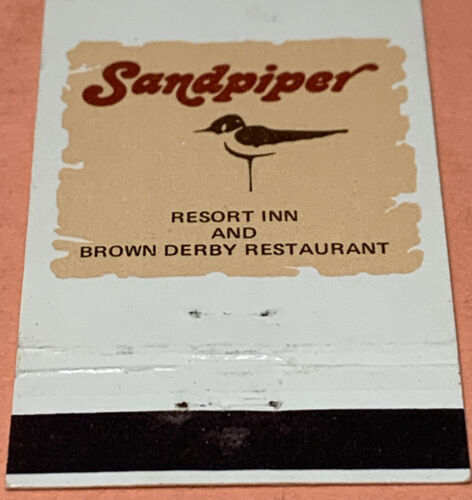 Sandpiper
RESORT INN
AND
BROWN DERBY RESTAURANT